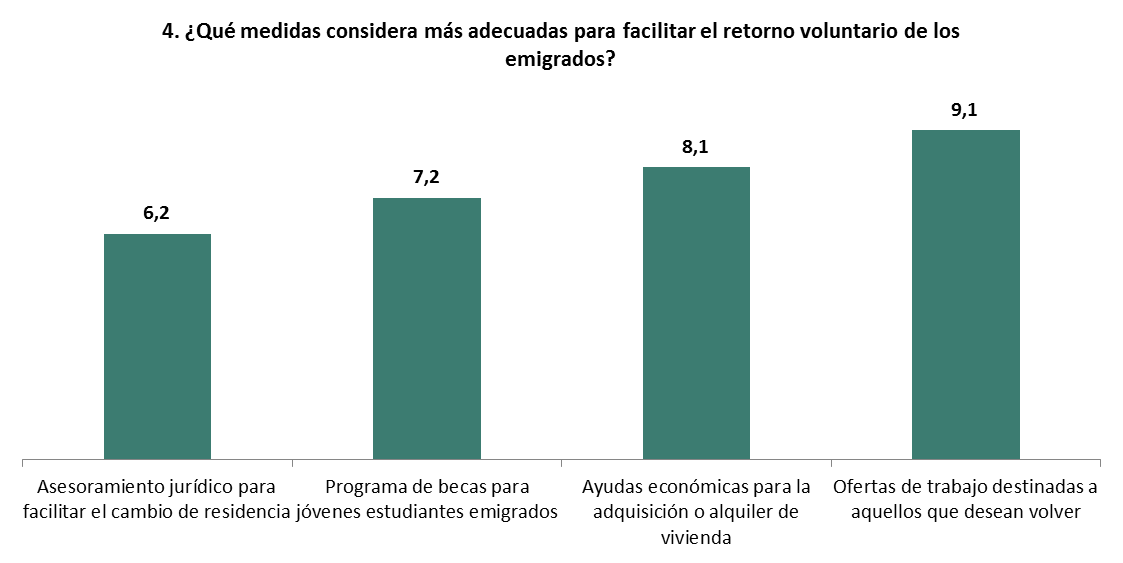 4. ¿Qué medidas considera más adecuadas para facilitar el retorno voluntario de los
emigrados?
6,2
7,2
8,1
9,1
Asesoramiento jurídico para
facilitar el cambio de residencia
Programa de becas para
jóvenes estudiantes emigrados
Ayudas económicas para la
adquisición o alquiler de
vivienda
Ofertas de trabajo destinadas a
aquellos que desean volver